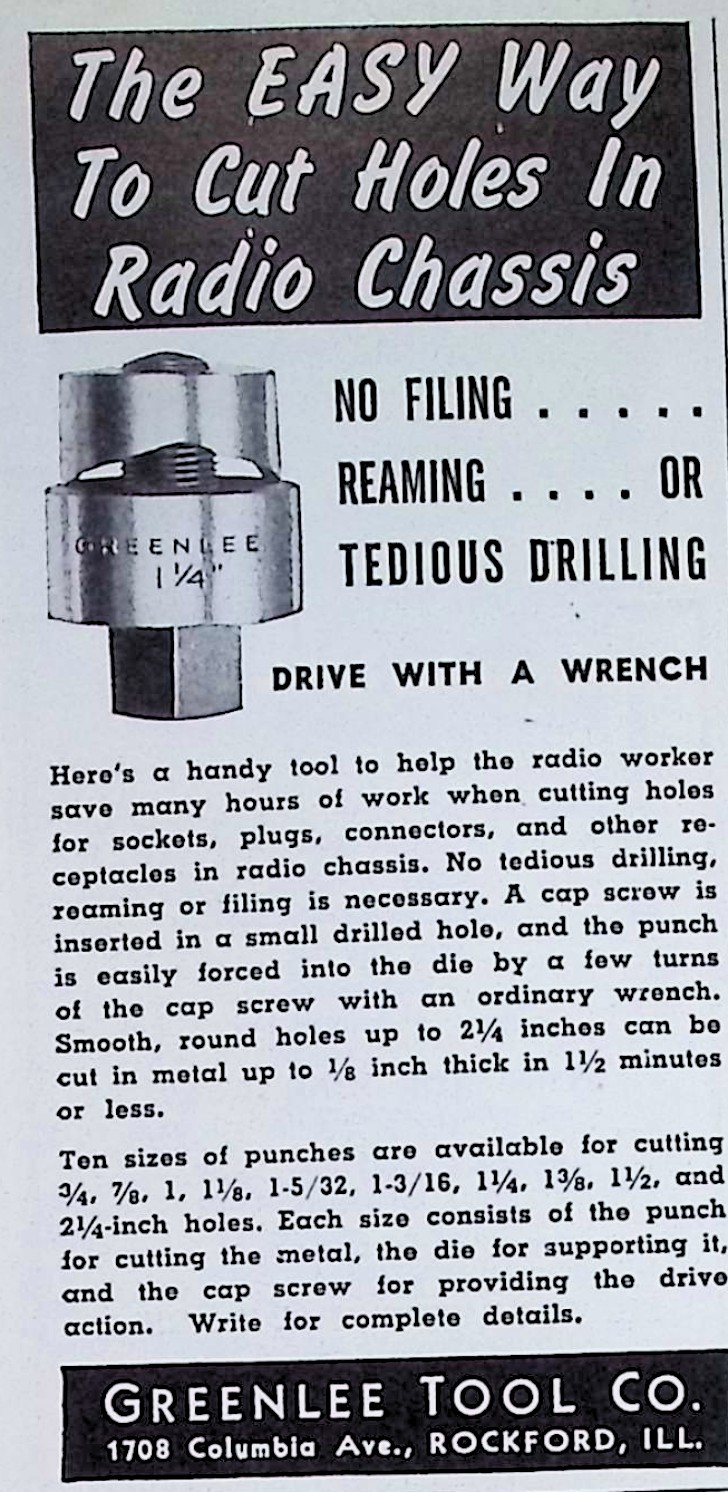 The EASY Way
To Cut Holes In
Radio Chassis
NO FILING . . . . .
REAMING . . . . OR
TEDIOUS DRILLING
GREENLEE
1 1/4"
DRIVE WITH A WRENCH
Here's a handy tool to help the radio worker
save many hours of work when cutting holes
for sockets, plugs, connectors, and other re-
ceptacles in radio chassis. No tedious drilling,
reaming or filing is necessary. A cap screw is
inserted in a small drilled hole, and the punch
is easily forced into the die by a few turns
of the cap screw with an ordinary wrench.
Smooth, round holes up to 2¼ inches can be
cut in metal up to ⅛ inch thick in 1½ minutes
or less.
Ten sizes of punches are available for cutting
¾, ⅞, 1, 1⅛, 1-5/32, 1-3/16, 1¼, 1⅜, 1½, and
2¼-inch holes. Each size consists of the punch
for cutting the metal, the die for supporting it,
and the cap screw for providing the drive
action. Write for complete details.
GREENLEE TOOL CO.
1708 Columbia Ave., ROCKFORD, ILL.